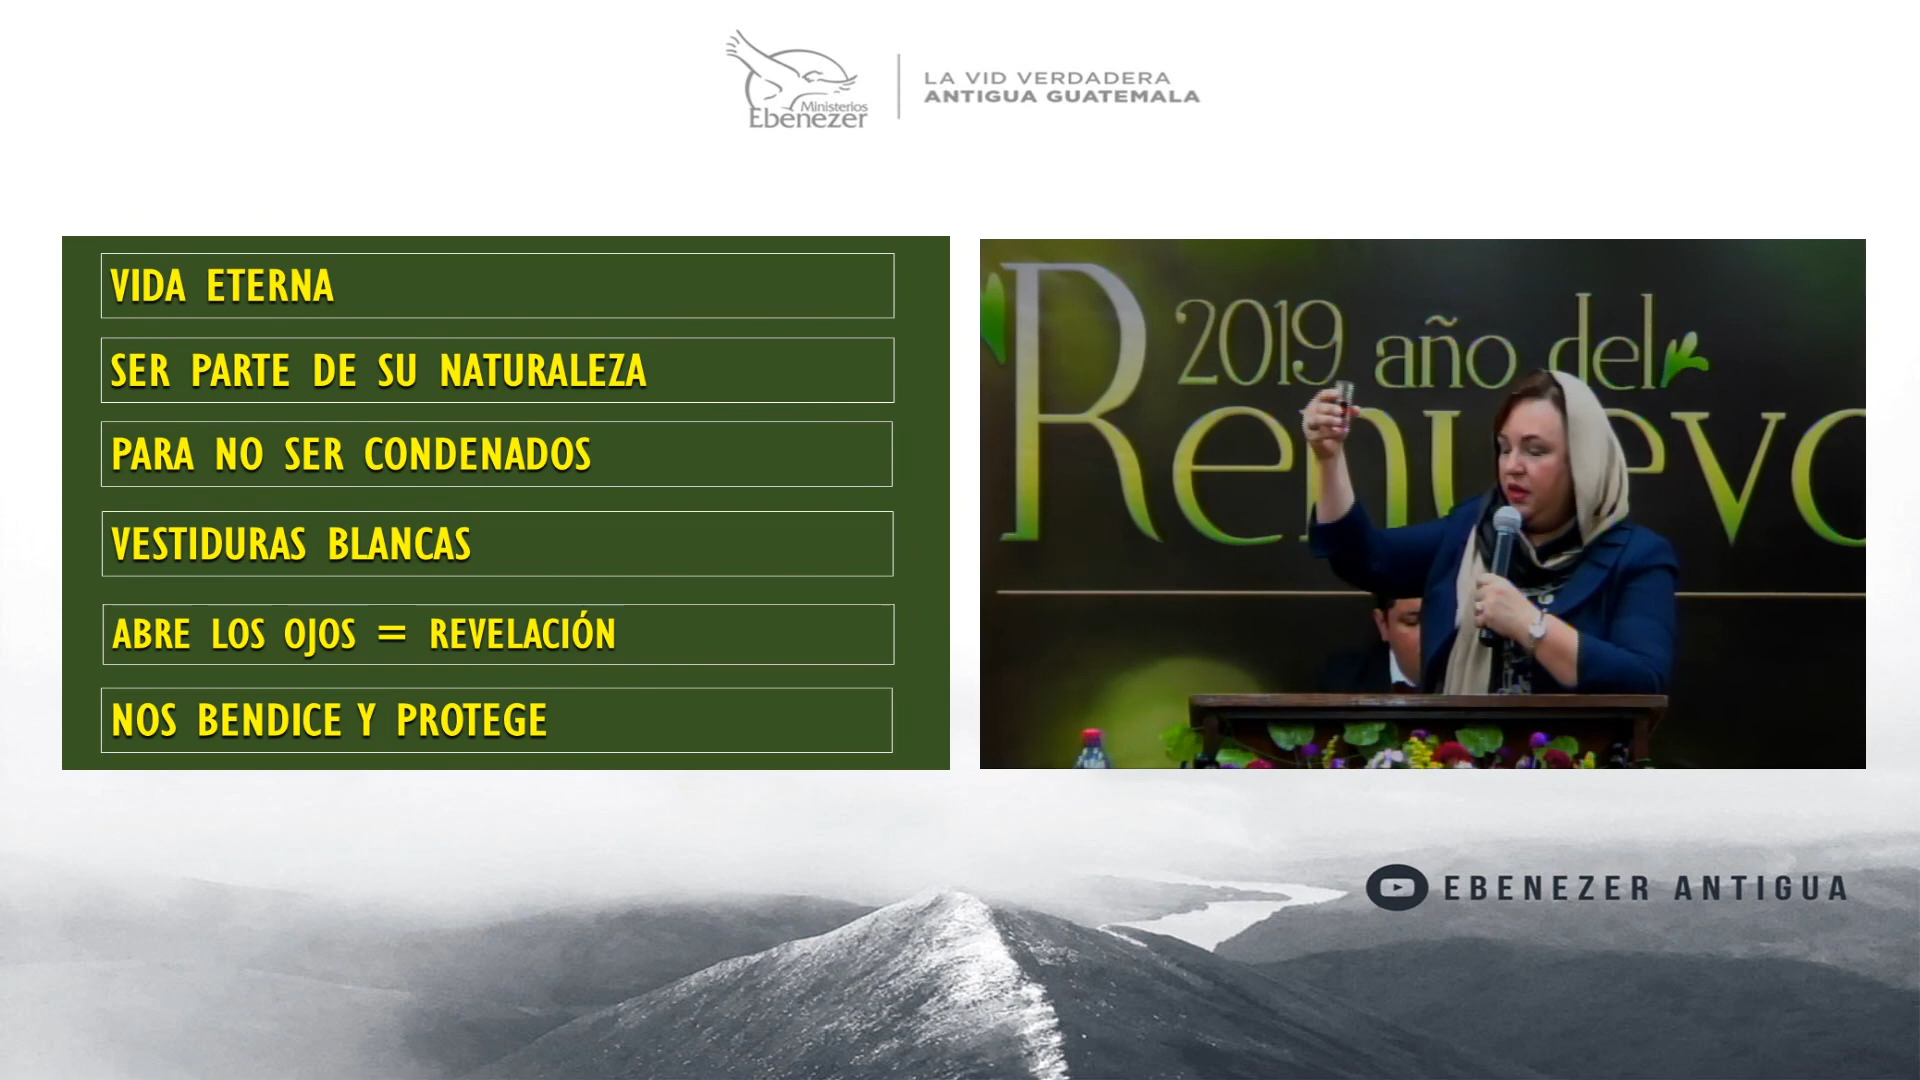 Ministerios
Ebenezer
LA VID VERDADERA
ANTIGUA GUATEMALA
VIDA ETERNA
SER PARTE DE SU NATURALEZA
PARA NO SER CONDENADOS
VESTIDURAS BLANCAS
ABRE LOS OJOS = REVELACIÓN
NOS BENDICE Y PROTEGE
2019 año del
Renuevo
EBENEZER ANTIGUA